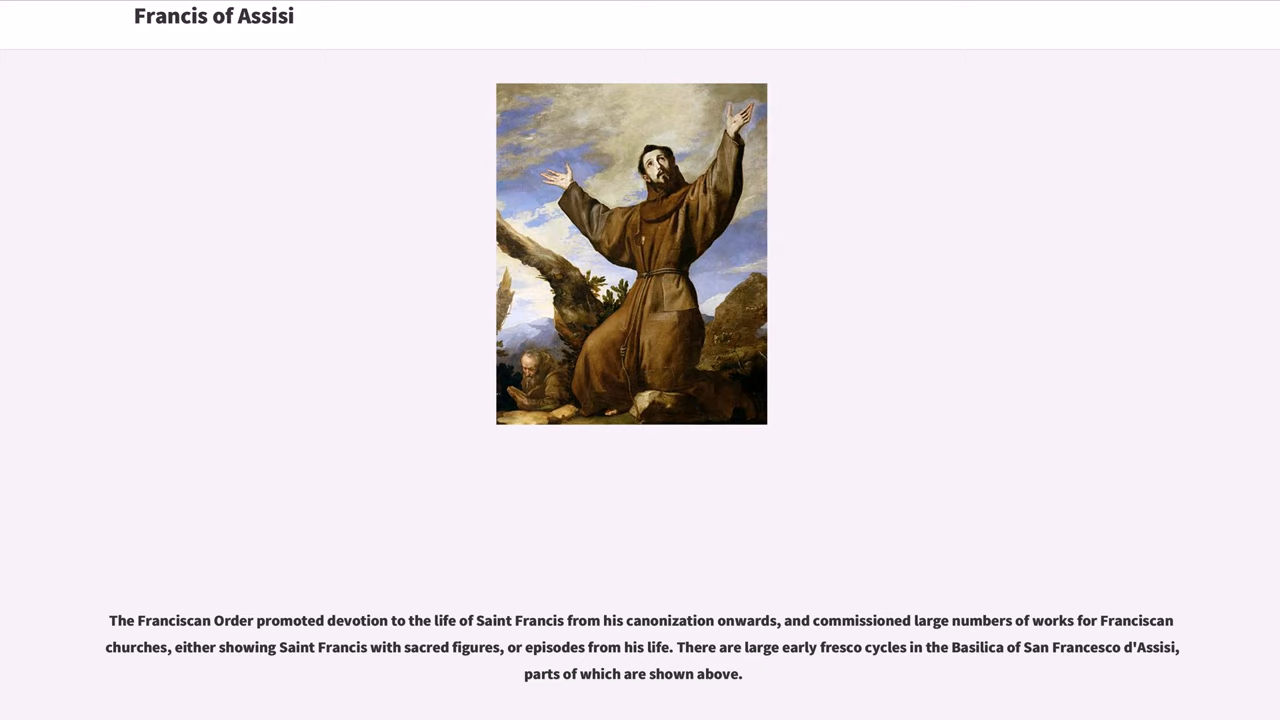 Francis of Assisi
The Franciscan Order promoted devotion to the life of Saint Francis from his canonization onwards, and commissioned large numbers of works for Franciscan
churches, either showing Saint Francis with sacred figures, or episodes from his life. There are large early fresco cycles in the Basilica of San Francesco d'Assisi,
parts of which are shown above.